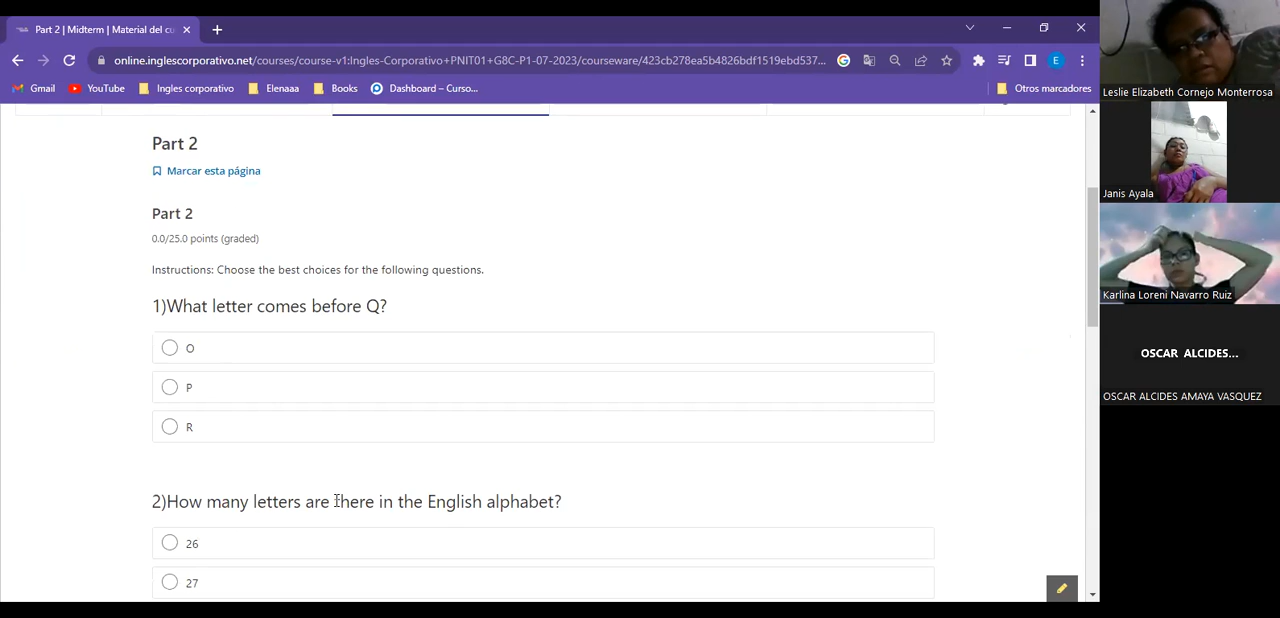 Part 2 | Midterm | Material del cu
online.inglescorporativo.net/courses/course-v1:Ingles-Corporativo+PNIT01+G8C-P1-07-2023/courseware/423cb278ea5b4826bdf1519ebd537...
E
Gmail
YouTube
Ingles corporativo
Elenaaa
Books
Dashboard – Curso...
Otros marcadores
Part 2
Marcar esta página
Part 2
0.0/25.0 points (graded)
Instructions: Choose the best choices for the following questions.
1)What letter comes before Q?
O
P
R
2)How many letters are there in the English alphabet?
26
27
Leslie Elizabeth Cornejo Monterrosa
Janis Ayala
Karlina Loreni Navarro Ruiz
OSCAR ALCIDES...
OSCAR ALCIDES AMAYA VASQUEZ